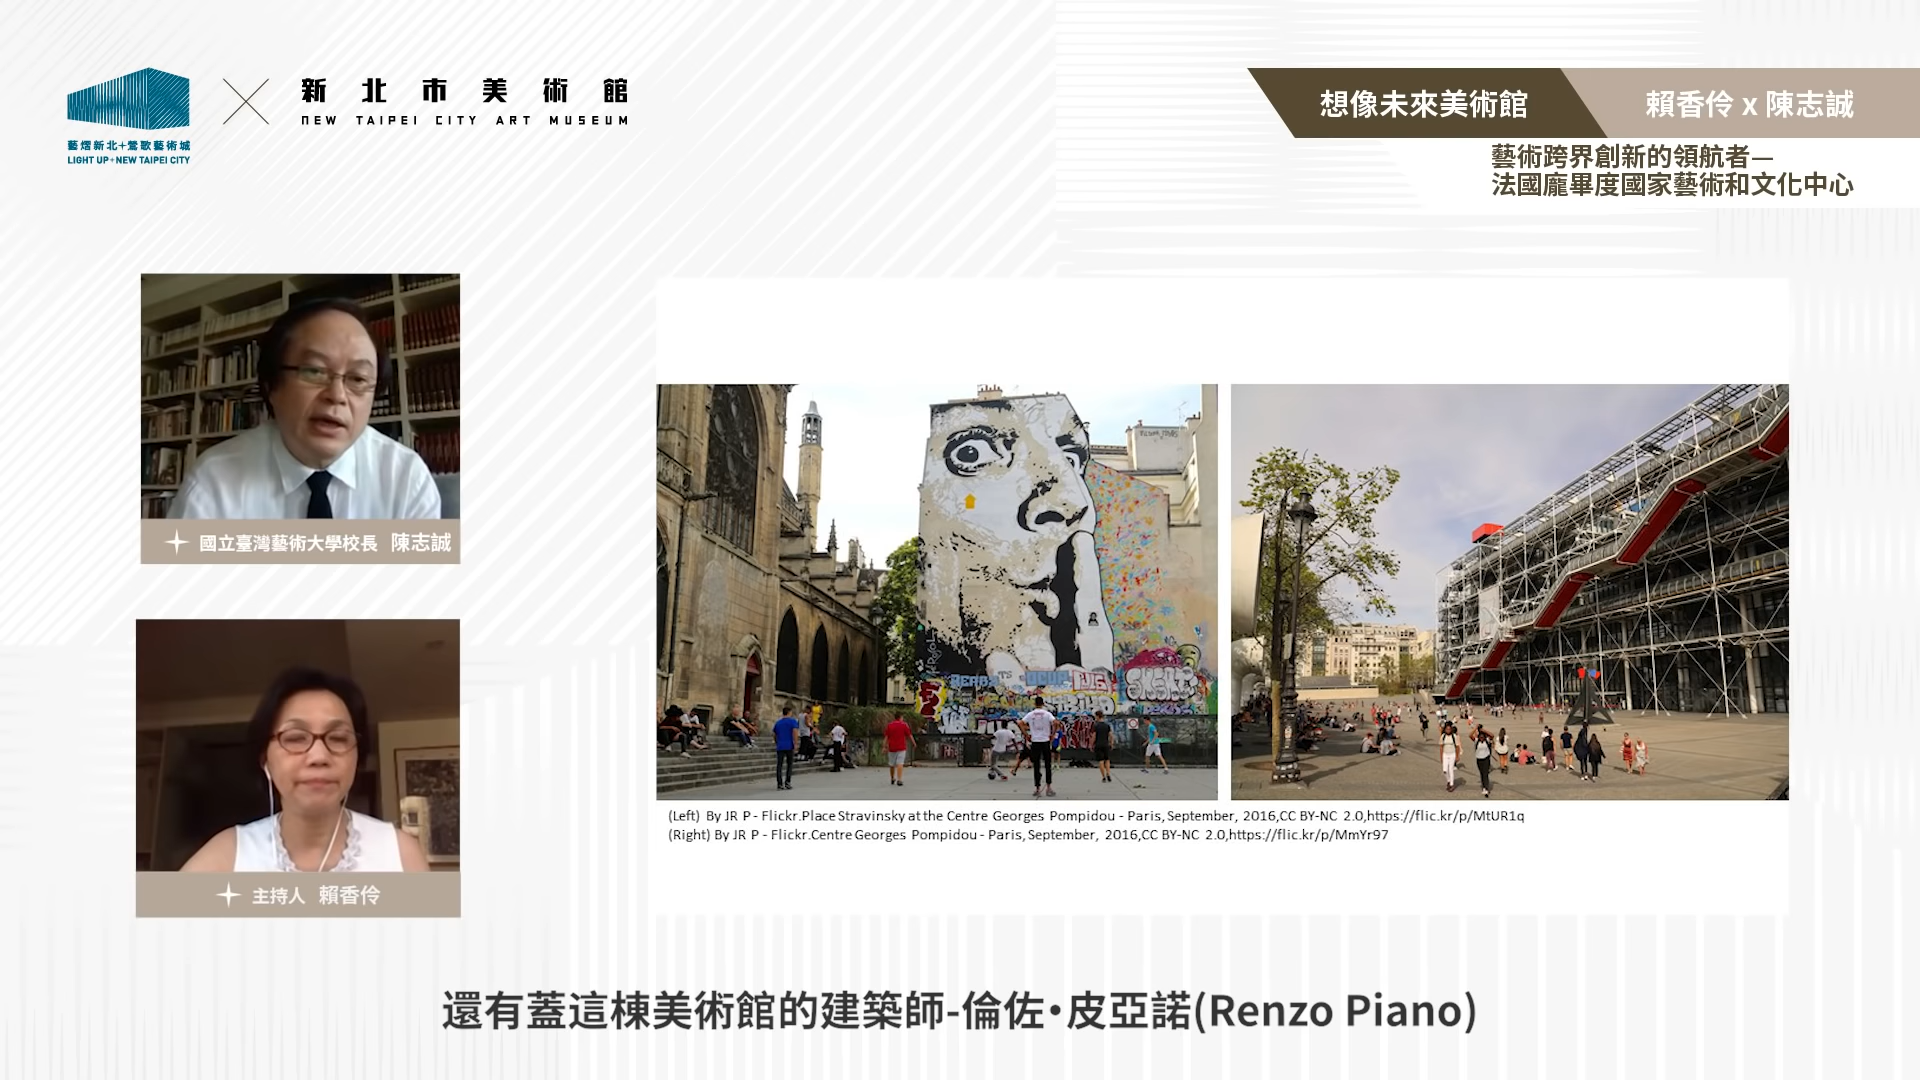 藝熠新北+鶯歌藝術城
LIGHT UP+NEW TAIPEI CITY
新北市美術館
NEW TAIPEI CITY ART MUSEUM
想像未來美術館
賴香伶 x 陳志誠
藝術跨界創新的領航者—
法國龐畢度國家藝術和文化中心
國立臺灣藝術大學校長 陳志誠
主持人 賴香伶
(Left) By JR P - Flickr.Place Stravinsky at the Centre Georges Pompidou - Paris, September, 2016,CC BY-NC 2.0,https://flic.kr/p/MtUR1q
(Right) By JR P - Flickr.Centre Georges Pompidou - Paris, September, 2016,CC BY-NC 2.0,https://flic.kr/p/MmYr97
還有蓋這棟美術館的建築師-倫佐•皮亞諾(Renzo Piano)